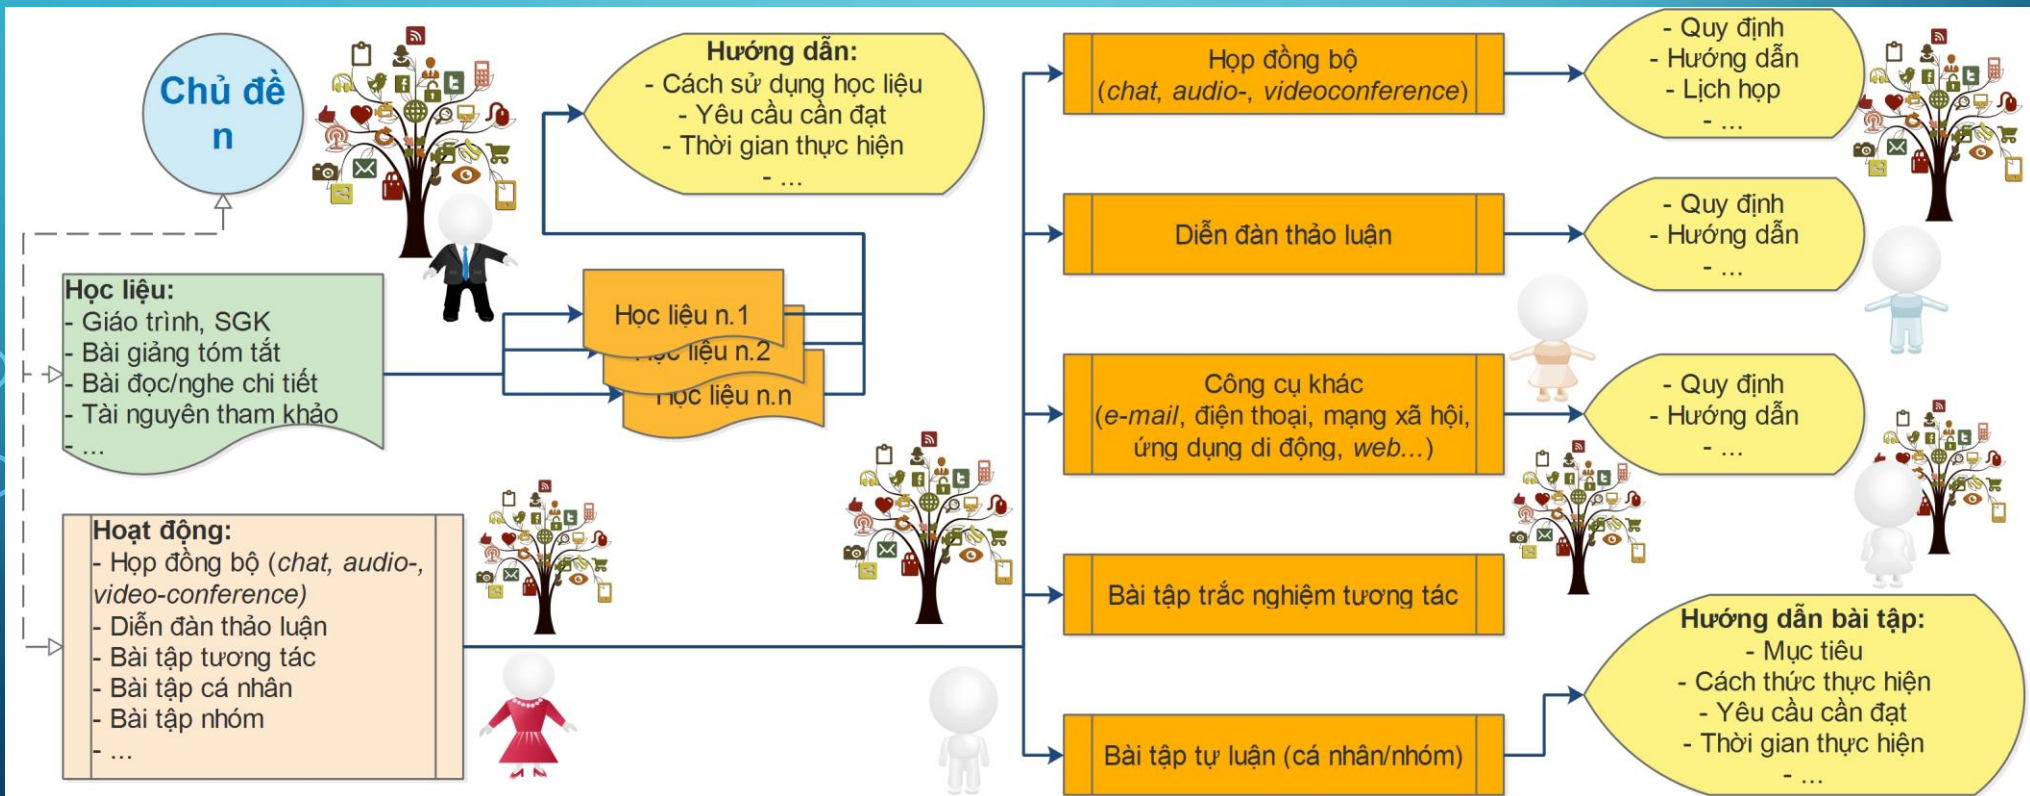 Chủ đề
n
Hướng dẫn:
- Cách sử dụng học liệu
- Yêu cầu cần đạt
- Thời gian thực hiện
- ...
Học liệu:
- Giáo trình, SGK
- Bài giảng tóm tắt
- Bài đọc/nghe chi tiết
- Tài nguyên tham khảo
- ...
Học liệu n.1
Học liệu n.2
Học liệu n.n
Hoạt động:
- Họp đồng bộ (chat, audio-,
video-conference)
- Diễn đàn thảo luận
- Bài tập tương tác
- Bài tập cá nhân
- Bài tập nhóm
- ...
Họp đồng bộ
(chat, audio-, videoconference)
- Quy định
- Hướng dẫn
- Lịch họp
- ...
Diễn đàn thảo luận
- Quy định
- Hướng dẫn
- ...
Công cụ khác
(e-mail, điện thoại, mạng xã hội,
ứng dụng di động, web...)
- Quy định
- Hướng dẫn
- ...
Bài tập trắc nghiệm tương tác
Bài tập tự luận (cá nhân/nhóm)
Hướng dẫn bài tập:
- Mục tiêu
- Cách thức thực hiện
- Yêu cầu cần đạt
- Thời gian thực hiện
- ...